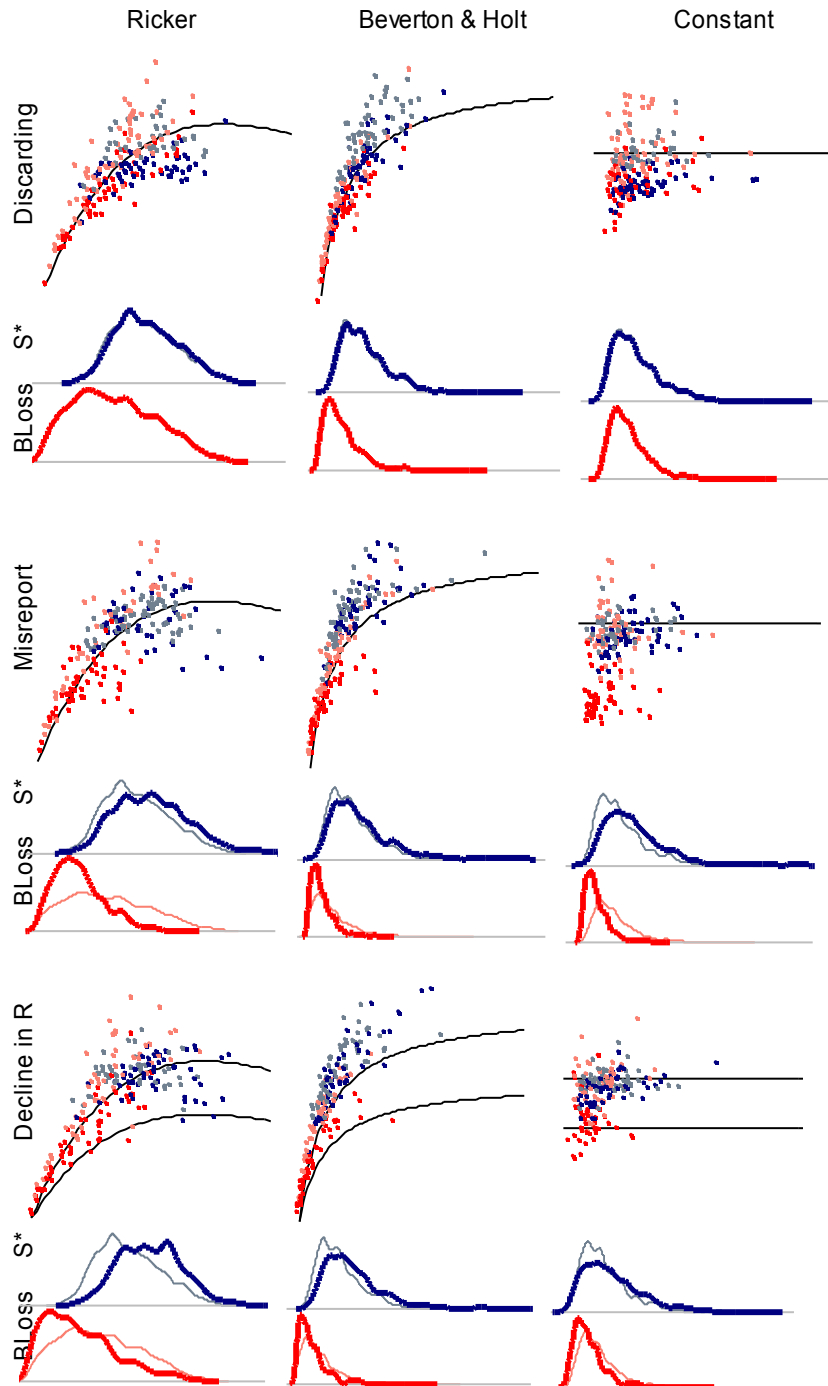 Ricker Beverton & Holt Constant
Discarding
S*
BLoss
Misreport
S*
BLoss
Decline in R
S*
BLoss